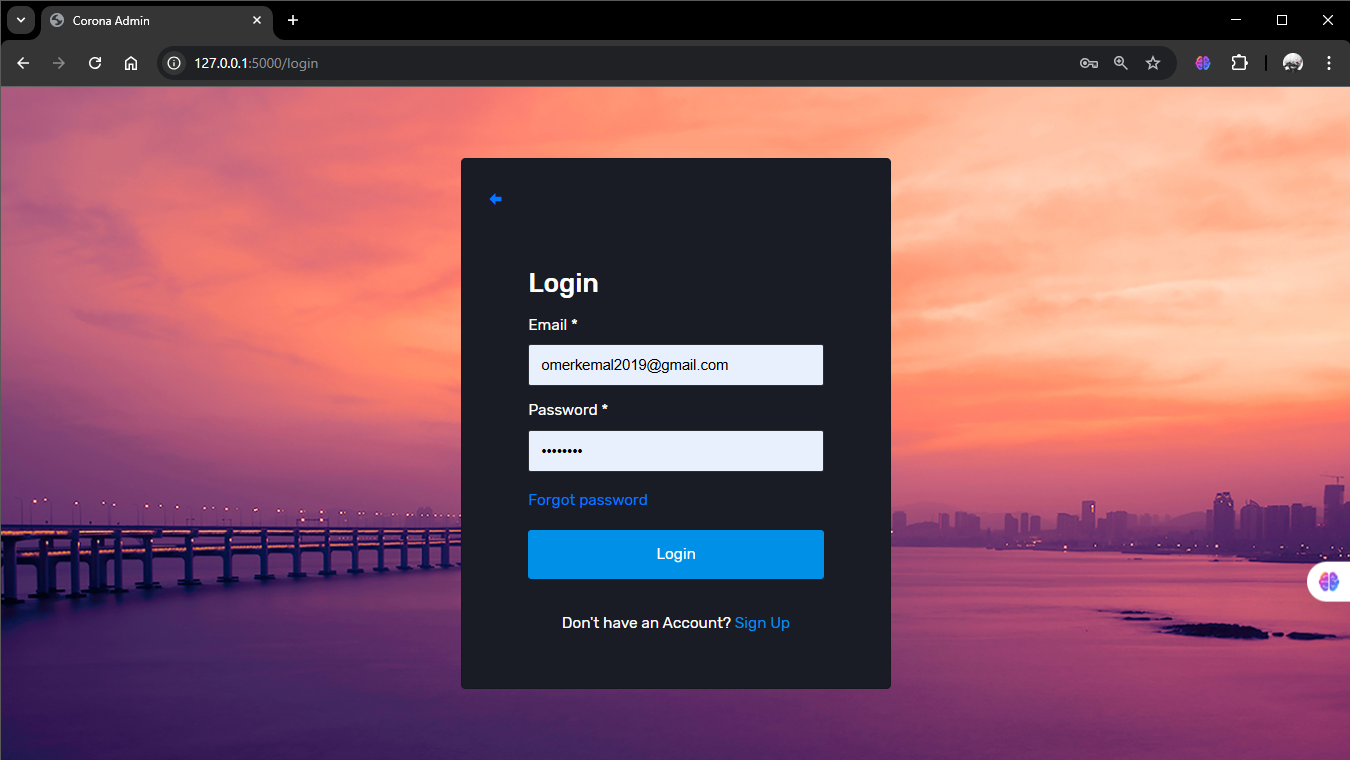 Corona Admin
127.0.0.1:5000/login
Login
Email *
omerkemal2019@gmail.com
Password *
••••••••
Forgot password
Login
Don't have an Account? Sign Up